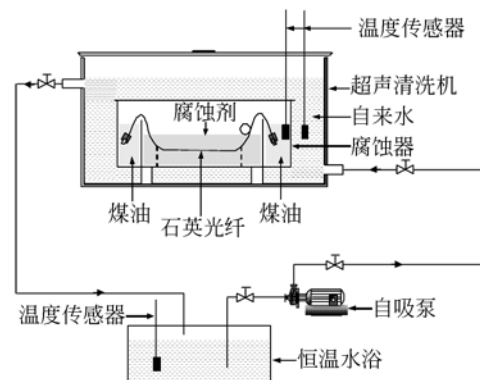 温度传感器
超声清洗机
自来水
腐蚀剂
腐蚀器
煤油
石英光纤
煤油
温度传感器
自吸泵
恒温水浴